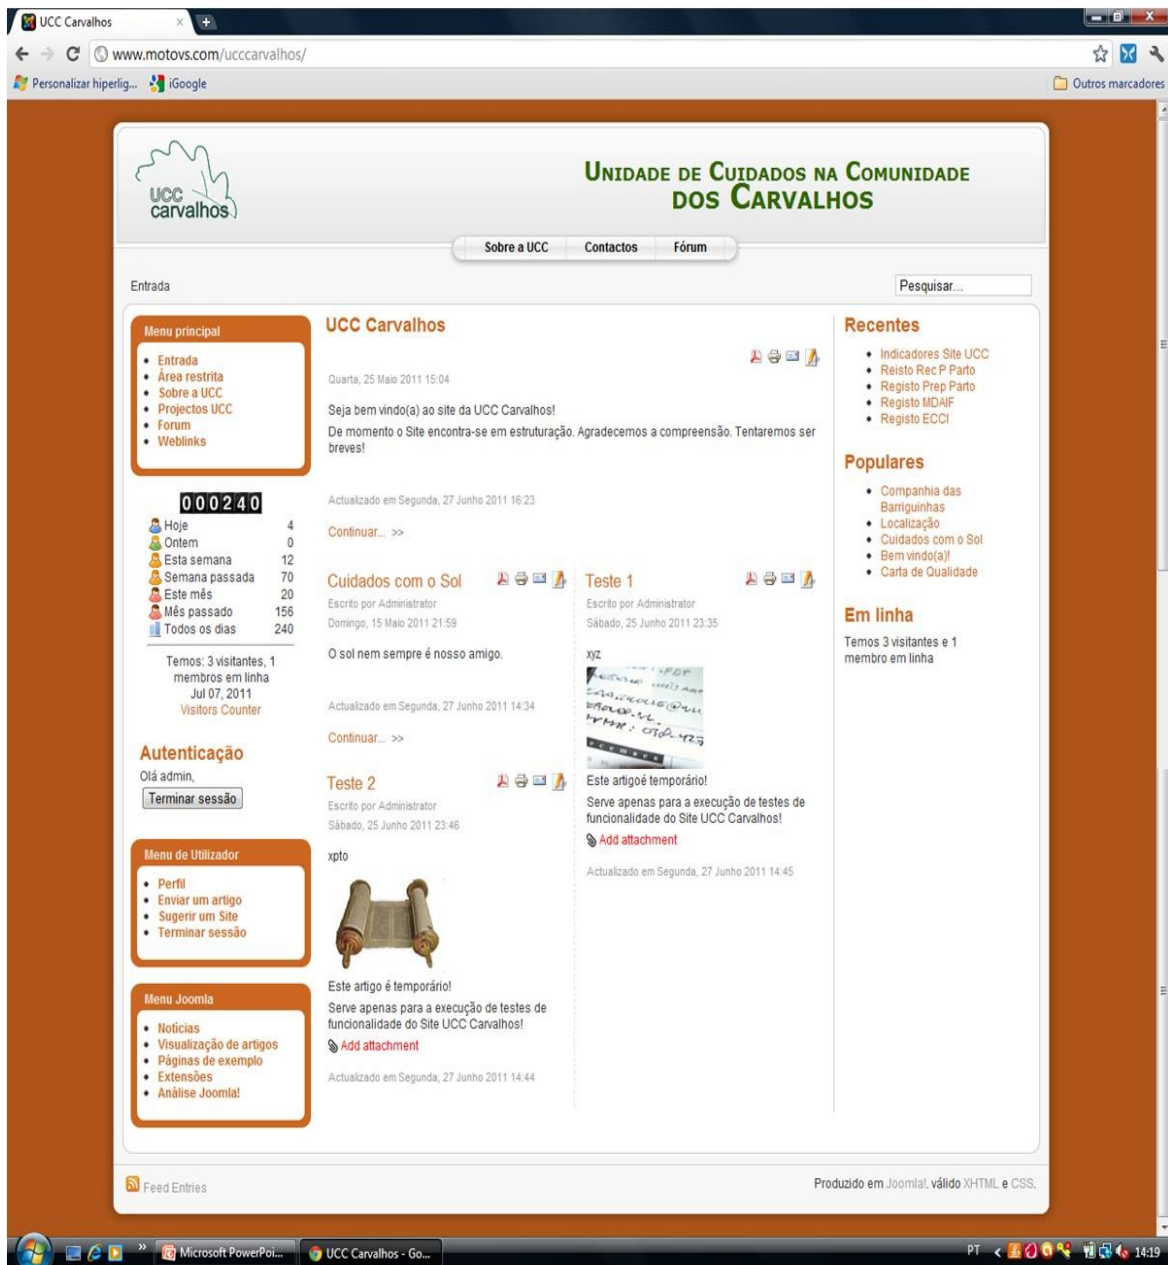 UCC Carvalhos
www.motovs.com/ucccarvalhos/
Personalizar hiperlig... iGoogle Outros marcadores
ucc
carvalhos
UNIDADE DE CUIDADOS NA COMUNIDADE
DOS CARVALHOS
Sobre a UCC Contactos Fórum
Entrada Pesquisar...
Menu principal
Entrada
Área restrita
Sobre a UCC
Projectos UCC
Forum
Weblinks
000240
Hoje 4
Ontem 0
Esta semana 12
Semana passada 70
Este mês 20
Mês passado 156
Todos os dias 240
Temos: 3 visitantes, 1
membros em linha
Jul 07, 2011
Visitors Counter
Autenticação
Olá admin,
Terminar sessão
Menu de Utilizador
Perfil
Enviar um artigo
Sugerir um Site
Terminar sessão
Menu Joomla
Notícias
Visualização de artigos
Páginas de exemplo
Extensões
Análise Joomla!
UCC Carvalhos
Quarta, 25 Maio 2011 15:04
Seja bem vindo(a) ao site da UCC Carvalhos!
De momento o Site encontra-se em estruturação. Agradecemos a compreensão. Tentaremos ser
breves!
Actualizado em Segunda, 27 Junho 2011 16:23
Continuar... >>
Cuidados com o Sol
Escrito por Administrator
Domingo, 15 Maio 2011 21:59
O sol nem sempre é nosso amigo.
Actualizado em Segunda, 27 Junho 2011 14:34
Continuar... >>
Teste 2
Escrito por Administrator
Sábado, 25 Junho 2011 23:46
xpto
Este artigo é temporário!
Serve apenas para a execução de testes de
funcionalidade do Site UCC Carvalhos!
Add attachment
Actualizado em Segunda, 27 Junho 2011 14:44
Teste 1
Escrito por Administrator
Sábado, 25 Junho 2011 23:35
xyz
Este artigoé temporário!
Serve apenas para a execução de testes de
funcionalidade do Site UCC Carvalhos!
Add attachment
Actualizado em Segunda, 27 Junho 2011 14:45
Recentes
Indicadores Site UCC
Reisto Rec P Parto
Registo Prep Parto
Registo MDAIF
Registo ECCI
Populares
Companhia das
Barriguinhas
Localização
Cuidados com o Sol
Bem vindo(a)!
Carta de Qualidade
Em linha
Temos 3 visitantes e 1
membro em linha
Feed Entries Produzido em Joomla!. válido XHTML e CSS.
Microsoft PowerPoi... UCC Carvalhos - Go... PT 14:19